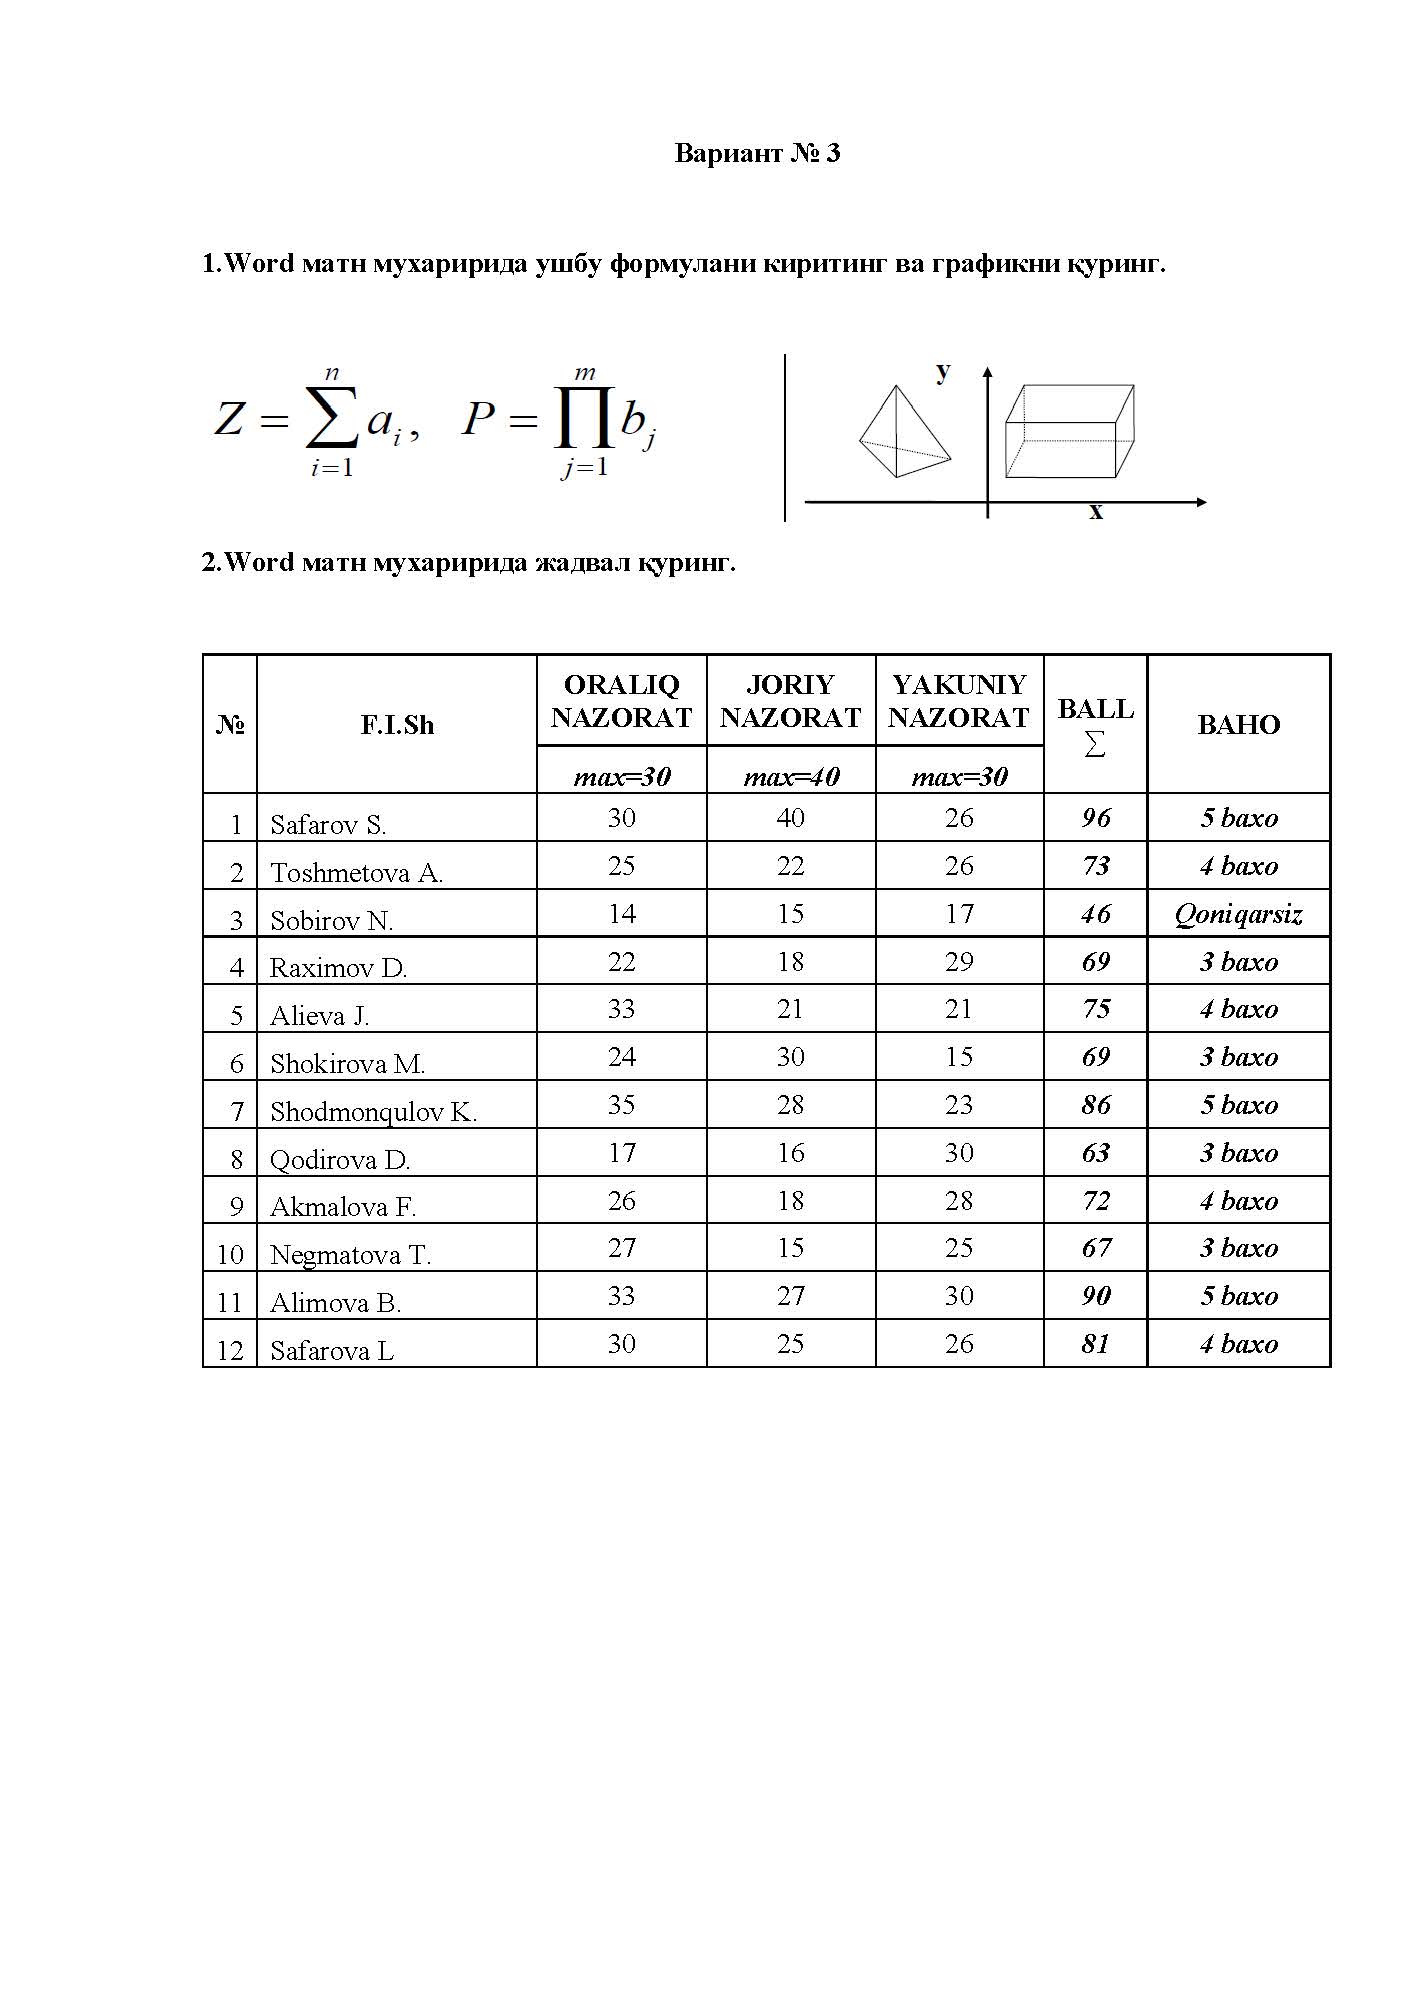 Вариант № 3
1.Word матн мухаририда ушбу формулани киритинг ва графикни қуринг.
Z = ∑ a_i, P = ∏ b_j
n m
i=1 j=1
y
x
2.Word матн мухаририда жадвал қуринг.
№ F.I.Sh ORALIQ NAZORAT JORIY NAZORAT YAKUNIY NAZORAT BALL ∑ BAHO
max=30 max=40 max=30
1 Safarov S. 30 40 26 96 5 baxo
2 Toshmetova A. 25 22 26 73 4 baxo
3 Sobirov N. 14 15 17 46 Qoniqarsiz
4 Raximov D. 22 18 29 69 3 baxo
5 Alieva J. 33 21 21 75 4 baxo
6 Shokirova M. 24 30 15 69 3 baxo
7 Shodmonqulov K. 35 28 23 86 5 baxo
8 Qodirova D. 17 16 30 63 3 baxo
9 Akmalova F. 26 18 28 72 4 baxo
10 Negmatova T. 27 15 25 67 3 baxo
11 Alimova B. 33 27 30 90 5 baxo
12 Safarova L 30 25 26 81 4 baxo